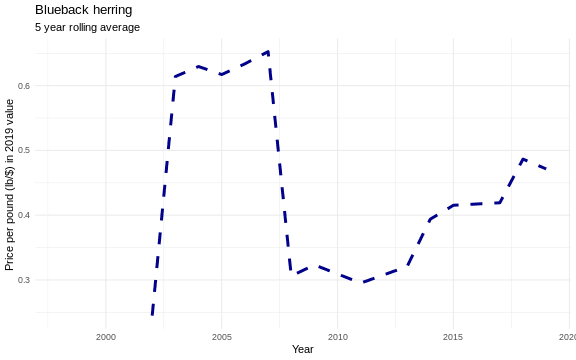 Blueback herring
5 year rolling average
Price per pound (lb/$) in 2019 value
0.6
0.5
0.4
0.3
2000
2005
2010
2015
2020
Year